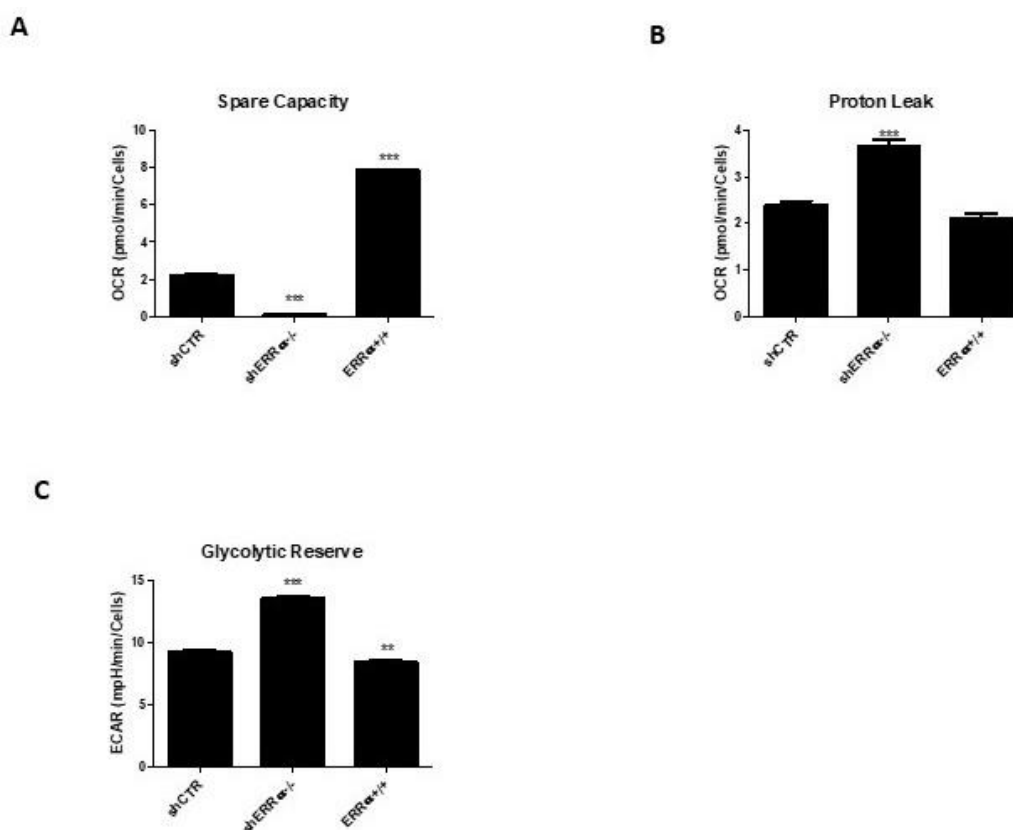 A
Spare Capacity
OCR (pmol/min/Cells)
10
8
6
4
2
0
***
***
shCTR
shERRα-/-
ERRα+/+
B
Proton Leak
OCR (pmol/min/Cells)
4
3
2
1
0
***
shCTR
shERRα-/-
ERRα+/+
C
Glycolytic Reserve
ECAR (mpH/min/Cells)
15
10
5
0
***
**
shCTR
shERRα-/-
ERRα+/+